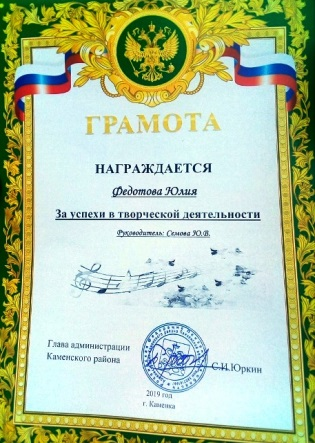 ГРАМОТА
НАГРАЖДАЕТСЯ
Федотова Юлия
За успехи в творческой деятельности
Руководитель: Семова Ю.В.
Глава администрации
Каменского района
С.И.Юркин
2019 год
г. Каменка